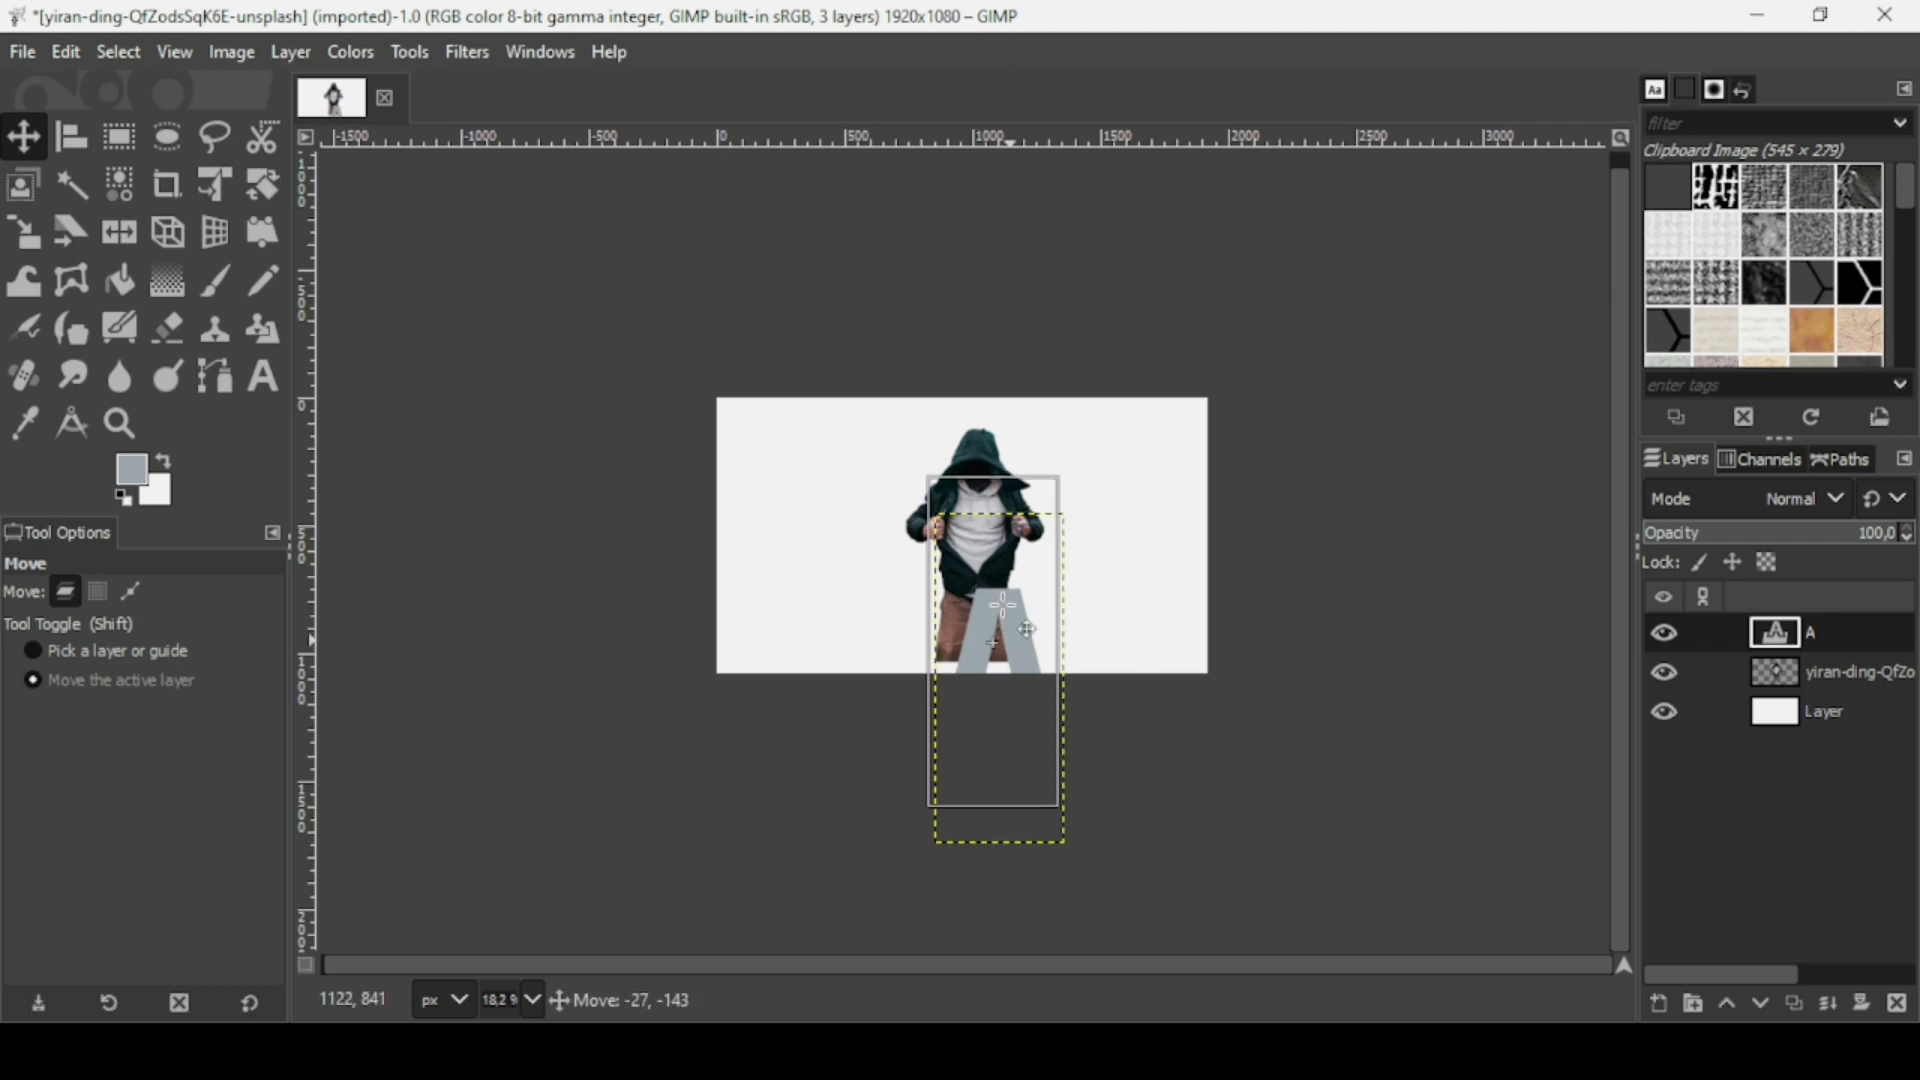 *[yiran-ding-QfZodsSqK6E-unsplash] (imported)-1.0 (RGB color 8-bit gamma integer, GIMP built-in sRGB, 3 layers) 1920x1080 – GIMP
File Edit Select View Image Layer Colors Tools Filters Windows Help
-1500 -1000 -500 0 500 1000 1500 2000 2500 3000
filter
Clipboard Image (545 × 279)
enter tags
Layers Channels Paths
Mode Normal
Opacity 100,0
Lock:
A
yiran-ding-QfZo
Layer
Tool Options
Move
Move:
Tool Toggle (Shift)
Pick a layer or guide
Move the active layer
A
1122, 841 px 18,2 % Move: -27, -143